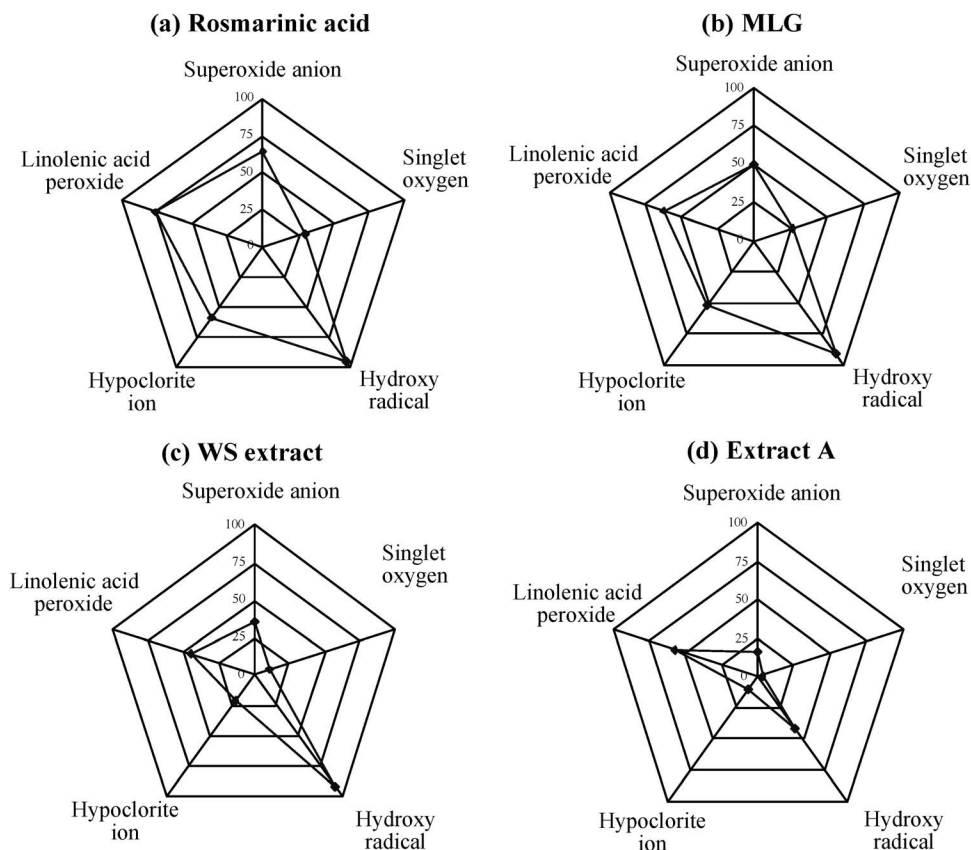 (a) Rosmarinic acid
Superoxide anion
100
75
50
25
0
Singlet
oxygen
Linolenic acid
peroxide
Hypoclorite
ion
Hydroxy
radical
(b) MLG
Superoxide anion
100
75
50
25
0
Singlet
oxygen
Linolenic acid
peroxide
Hypoclorite
ion
Hydroxy
radical
(c) WS extract
Superoxide anion
100
75
50
25
0
Singlet
oxygen
Linolenic acid
peroxide
Hypoclorite
ion
Hydroxy
radical
(d) Extract A
Superoxide anion
100
75
50
25
0
Singlet
oxygen
Linolenic acid
peroxide
Hypoclorite
ion
Hydroxy
radical